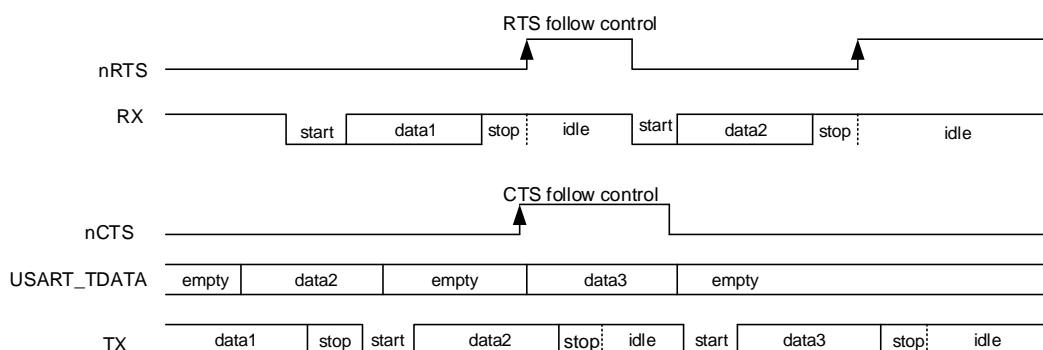 RTS follow control
nRTS
RX start data1 stop idle start data2 stop idle
CTS follow control
nCTS
USART_TDATA empty data2 empty data3 empty
TX data1 stop start data2 stop idle start data3 stop idle